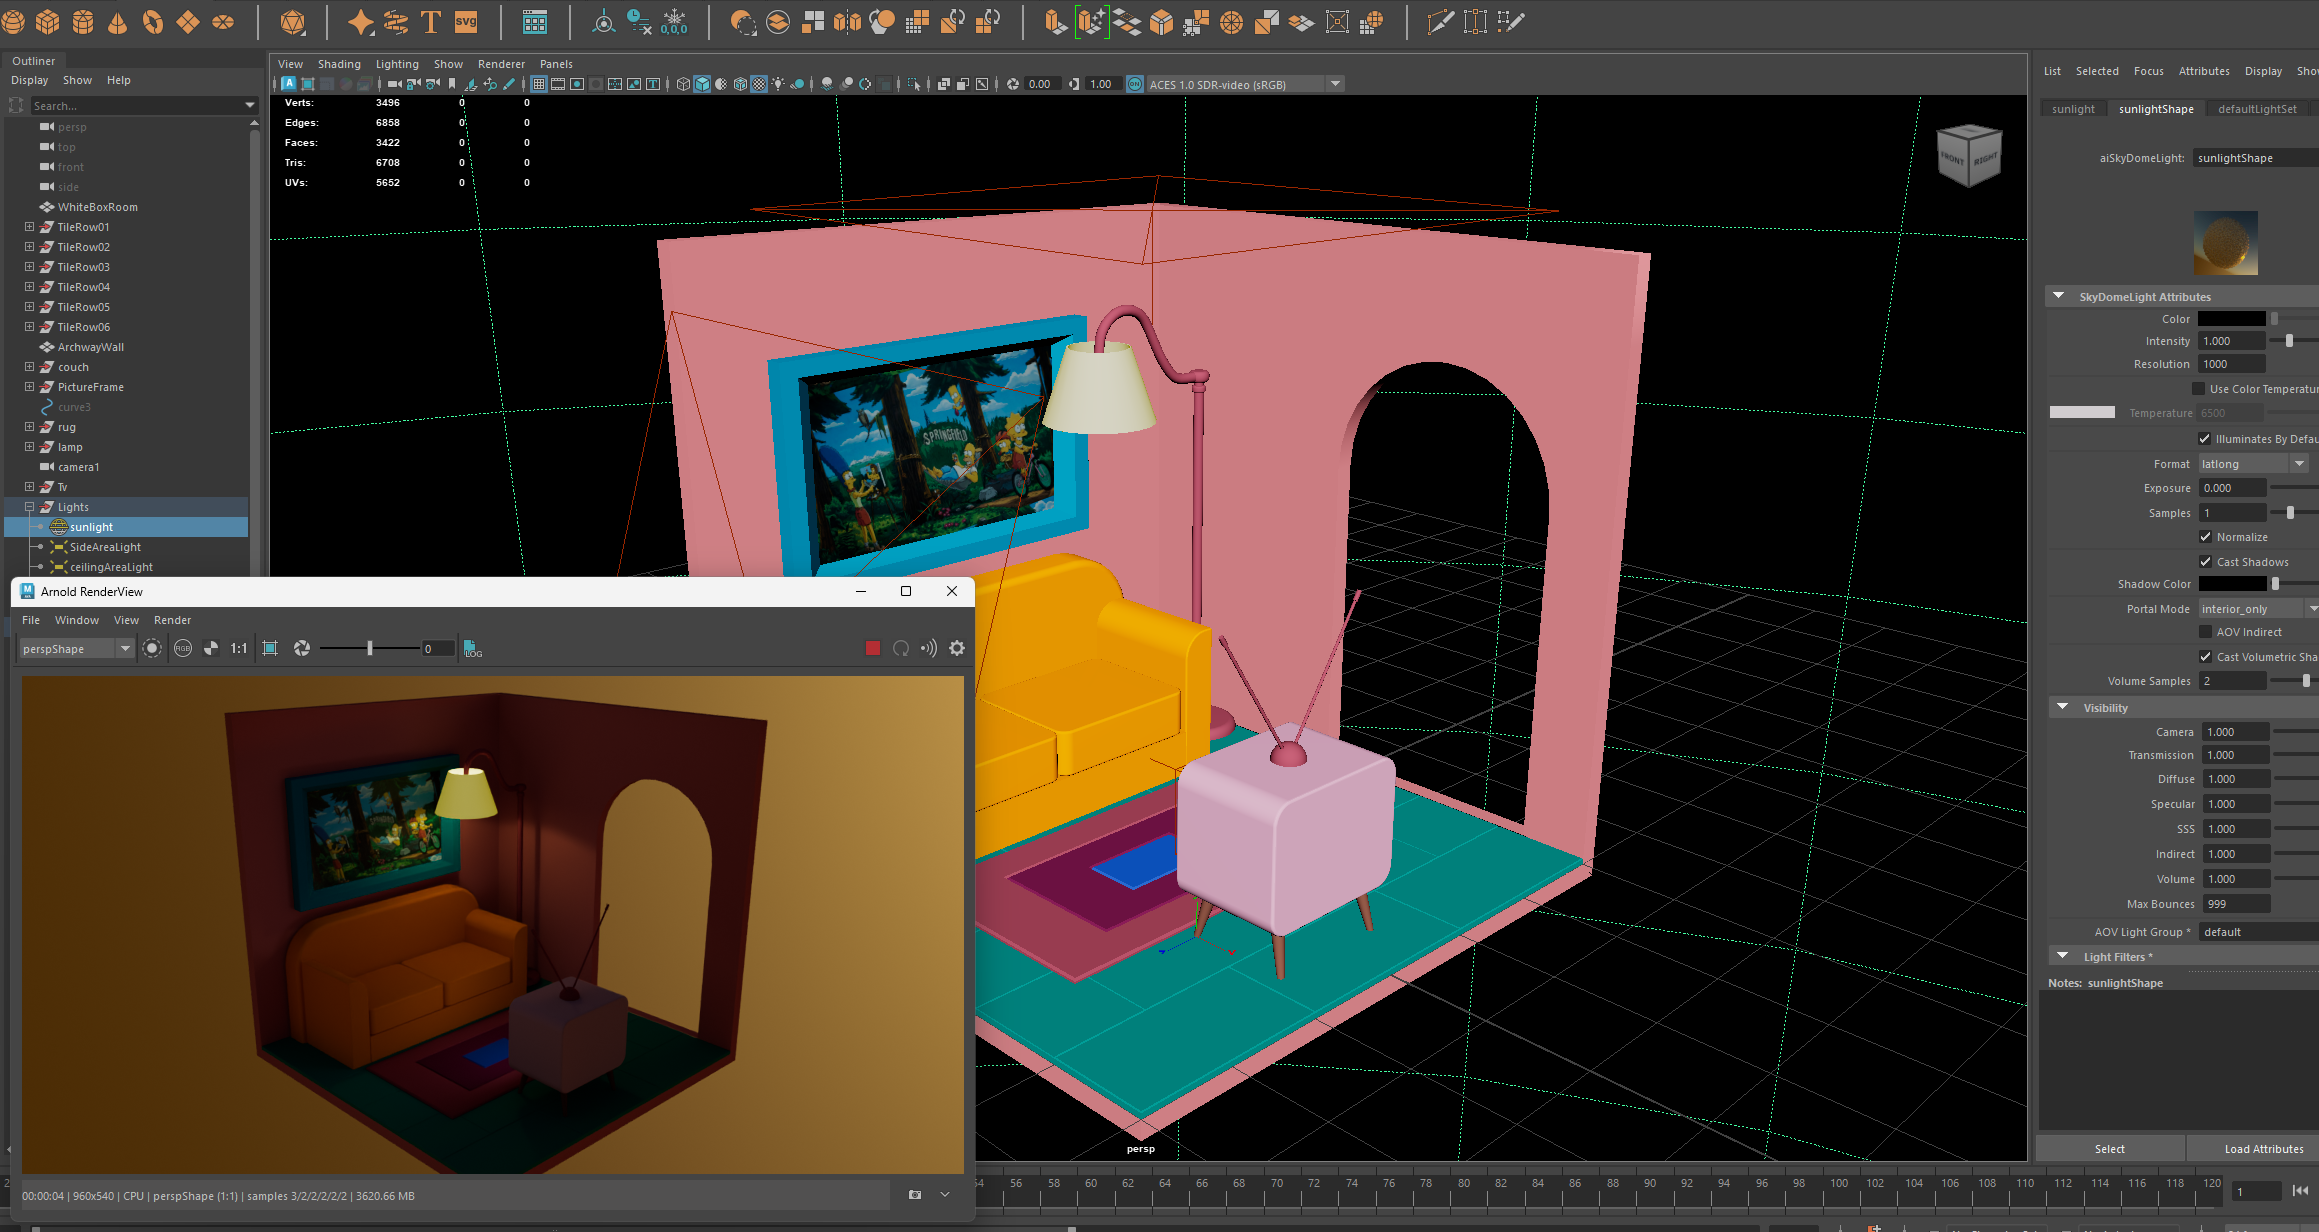 T
svg
0,0,0
Outliner
Display Show Help
Search...
persp
top
front
side
WhiteBoxRoom
TileRow01
TileRow02
TileRow03
TileRow04
TileRow05
TileRow06
ArchwayWall
couch
PictureFrame
curve3
rug
lamp
camera1
Tv
Lights
sunlight
SideAreaLight
ceilingAreaLight
View Shading Lighting Show Renderer Panels
0.00 1.00 ACES 1.0 SDR-video (sRGB)
Verts: 3496 0 0
Edges: 6858 0 0
Faces: 3422 0 0
Tris: 6708 0 0
UVs: 5652 0 0
FRONT RIGHT
SPRINGFIELD
persp
Arnold RenderView
File Window View Render
perspShape RGB 1:1 0 LOG
00:00:04 | 960x540 | CPU | perspShape (1:1) | samples 3/2/2/2/2/2 | 3620.66 MB
List Selected Focus Attributes Display Show
sunlight sunlightShape defaultLightSet
aiSkyDomeLight: sunlightShape
SkyDomeLight Attributes
Color
Intensity 1.000
Resolution 1000
Use Color Temperatur
Temperature 6500
Illuminates By Defau
Format latlong
Exposure 0.000
Samples 1
Normalize
Cast Shadows
Shadow Color
Portal Mode interior_only
AOV Indirect
Cast Volumetric Sha
Volume Samples 2
Visibility
Camera 1.000
Transmission 1.000
Diffuse 1.000
Specular 1.000
SSS 1.000
Indirect 1.000
Volume 1.000
Max Bounces 999
AOV Light Group * default
Light Filters *
Notes: sunlightShape
Select Load Attributes
54 56 58 60 62 64 66 68 70 72 74 76 78 80 82 84 86 88 90 92 94 96 98 100 102 104 106 108 110 112 114 116 118 120 1